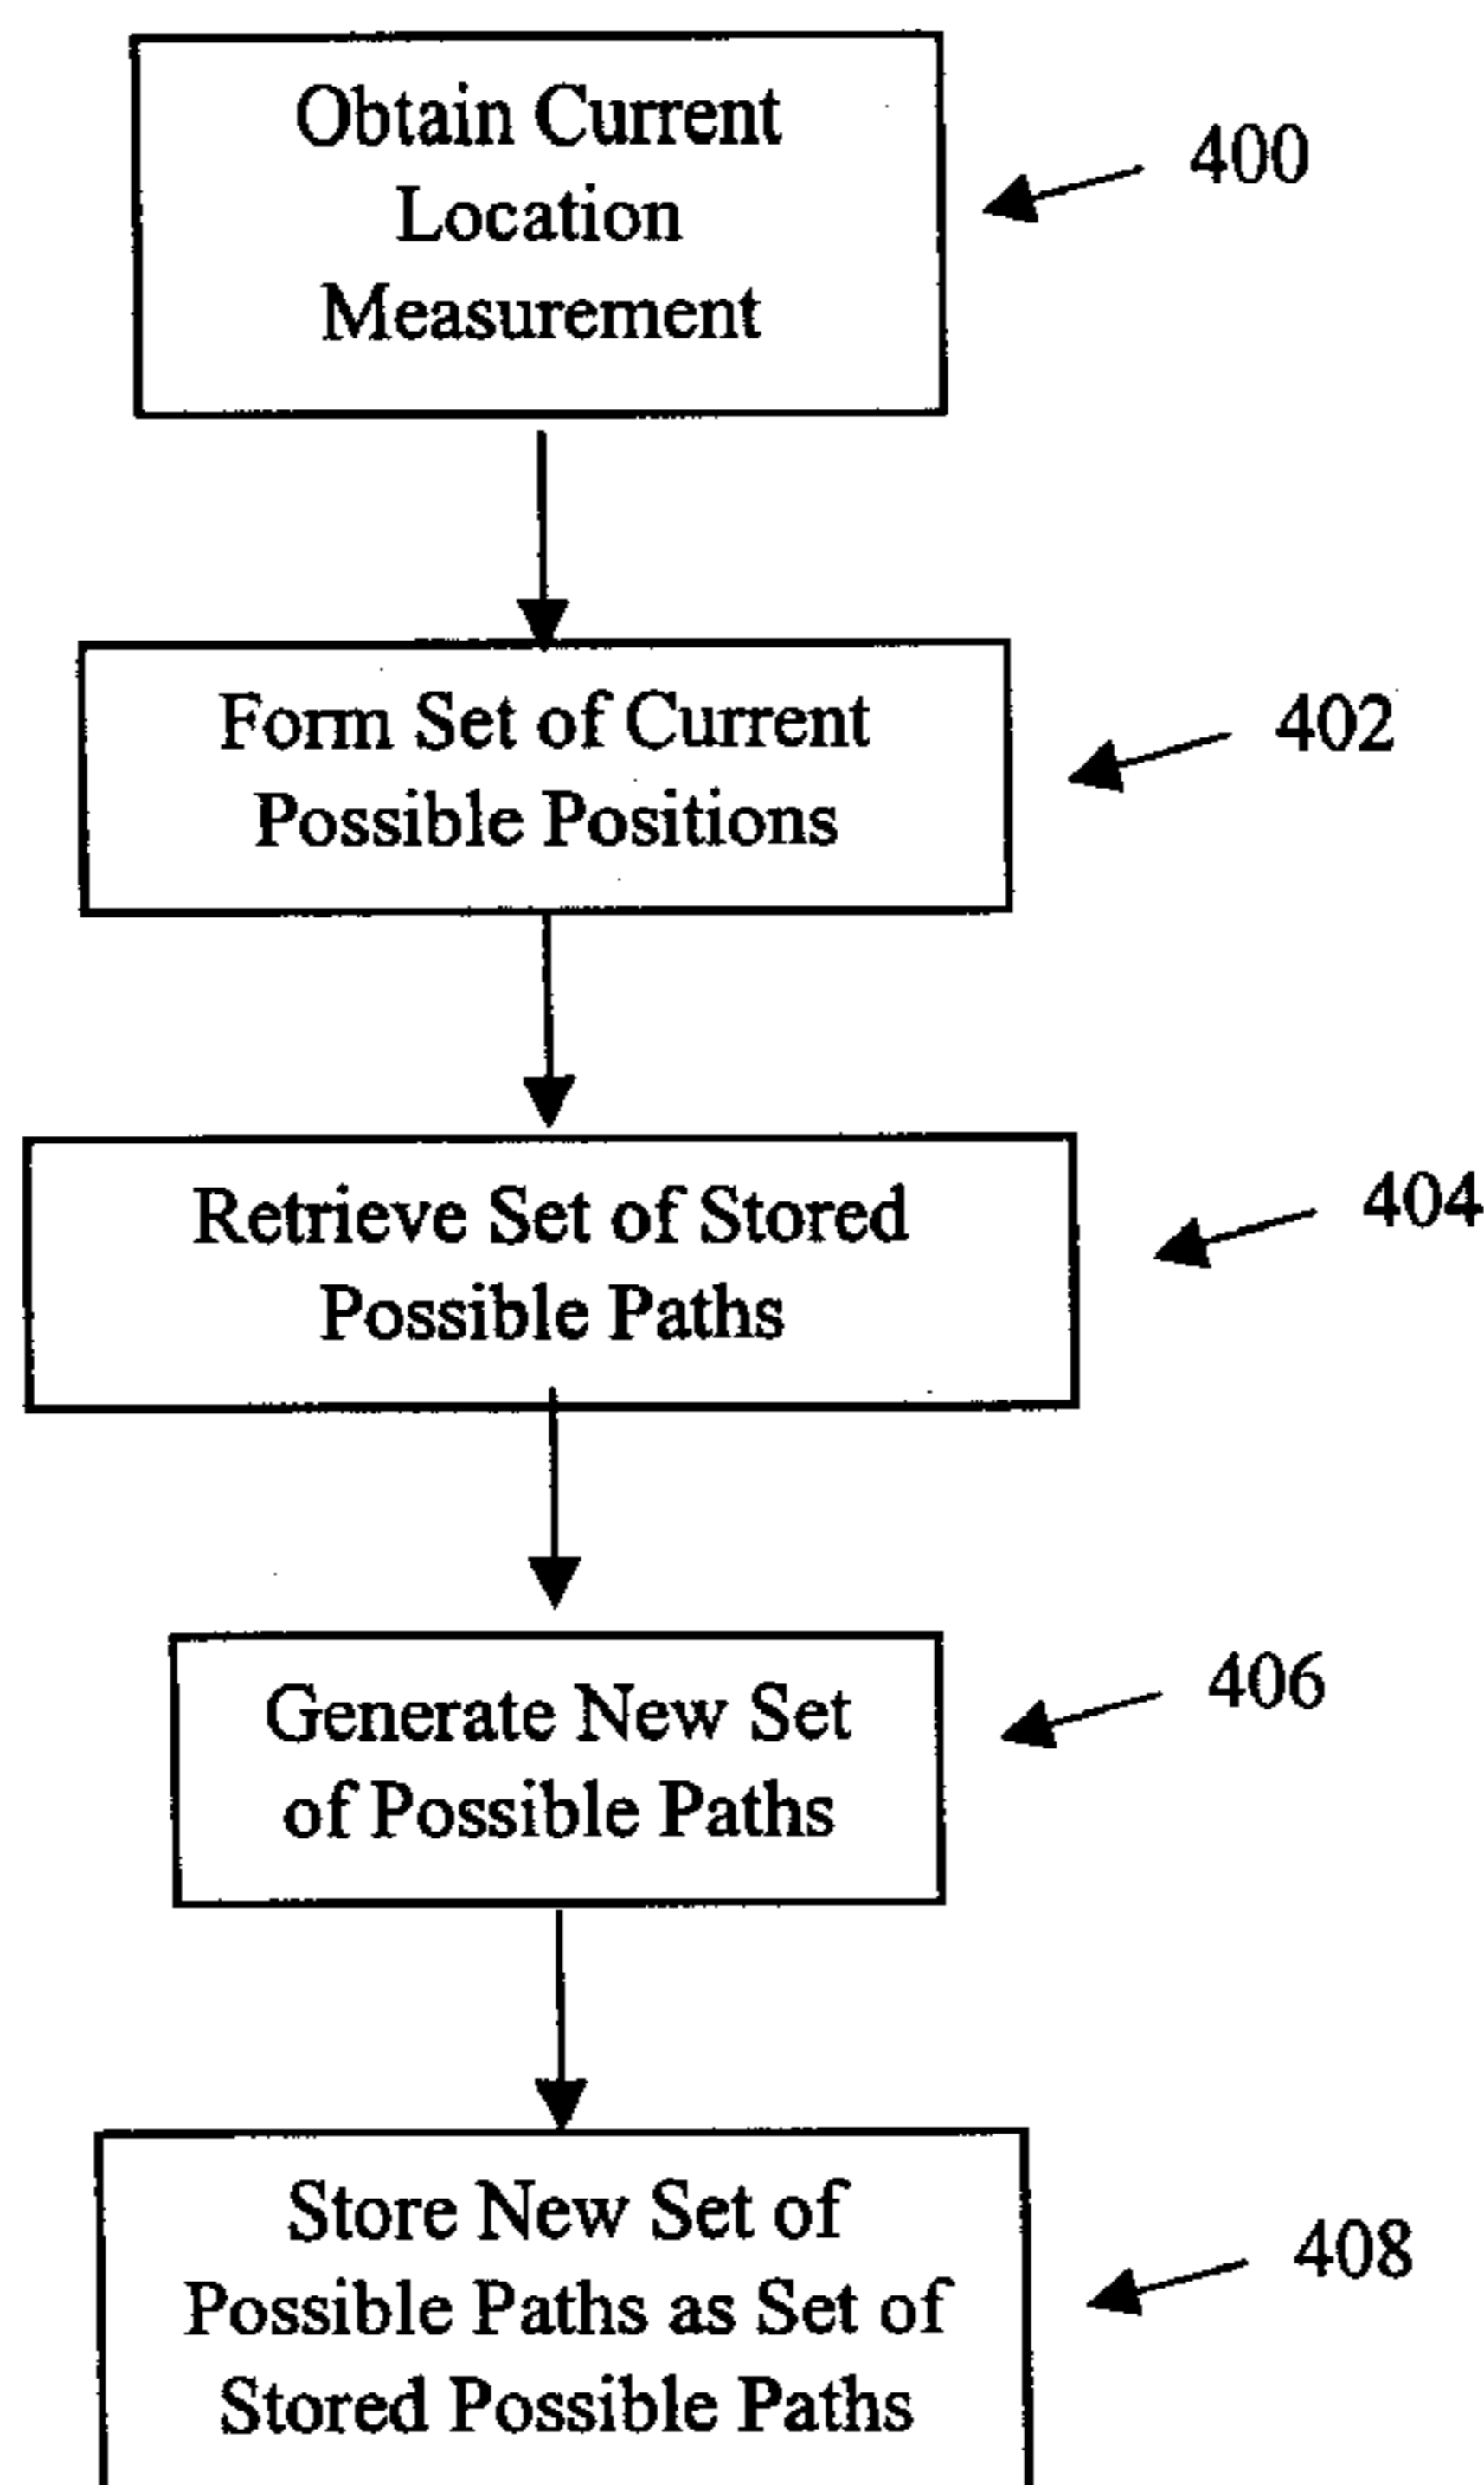 Obtain Current
Location
Measurement
400
Form Set of Current
Possible Positions
402
Retrieve Set of Stored
Possible Paths
404
Generate New Set
of Possible Paths
406
Store New Set of
Possible Paths as Set of
Stored Possible Paths
408